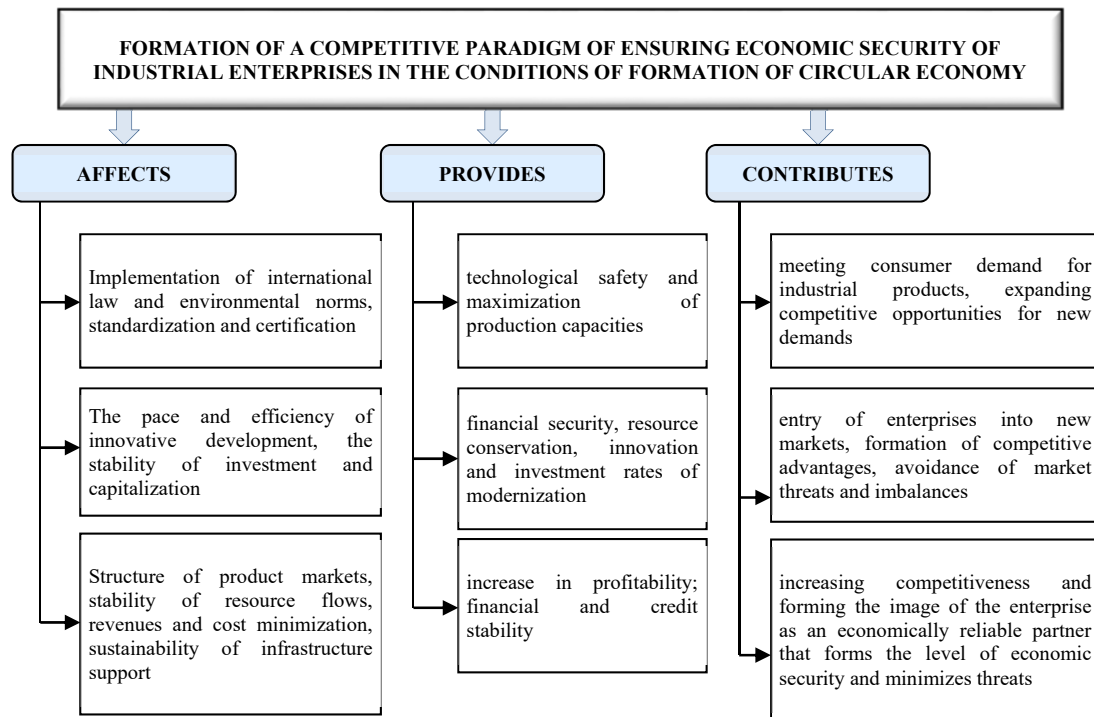 FORMATION OF A COMPETITIVE PARADIGM OF ENSURING ECONOMIC SECURITY OF
INDUSTRIAL ENTERPRISES IN THE CONDITIONS OF FORMATION OF CIRCULAR ECONOMY
AFFECTS
Implementation of international
law and environmental norms,
standardization and certification
The pace and efficiency of
innovative development, the
stability of investment and
capitalization
Structure of product markets,
stability of resource flows,
revenues and cost minimization,
sustainability of infrastructure
support
PROVIDES
technological safety and
maximization of
production capacities
financial security, resource
conservation, innovation
and investment rates of
modernization
increase in profitability;
financial and credit
stability
CONTRIBUTES
meeting consumer demand for
industrial products, expanding
competitive opportunities for new
demands
entry of enterprises into new
markets, formation of competitive
advantages, avoidance of market
threats and imbalances
increasing competitiveness and
forming the image of the enterprise
as an economically reliable partner
that forms the level of economic
security and minimizes threats